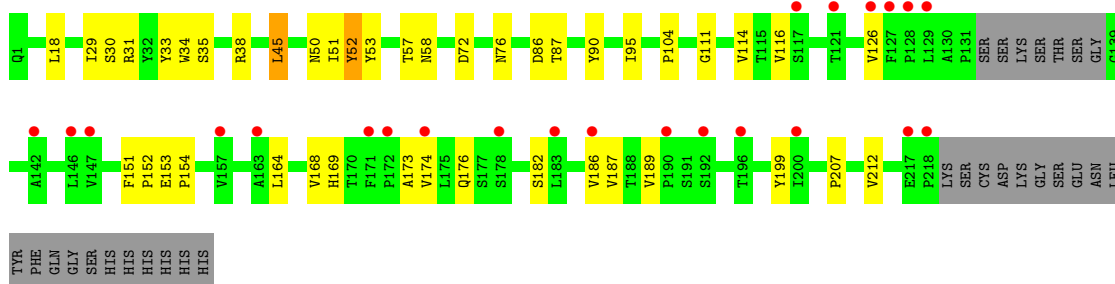 Q1 L18 I29 S30 R31 Y32 Y33 W34 S35 R38 L45 N50 I51 Y52 Y53 T57 N58 D72 N76 D86 T87 Y90 I95 P104 G111 V114 T115 V116 S117 T121 V126 F127 P128 L129 A130 P131 SER SER LYS SER THR SER GLY G139
A142 L146 V147 F151 P152 E153 P154 V157 A163 L164 V168 H169 T170 F171 P172 A173 V174 L175 Q176 S177 S178 S182 L183 V186 V187 T188 V189 P190 S191 S192 T196 Y199 I200 P207 V212 E217 P218 LYS SER CYS ASP LYS GLY SER GLU ASN LEU
TYR PHE GLN GLY SER HIS HIS HIS HIS HIS HIS